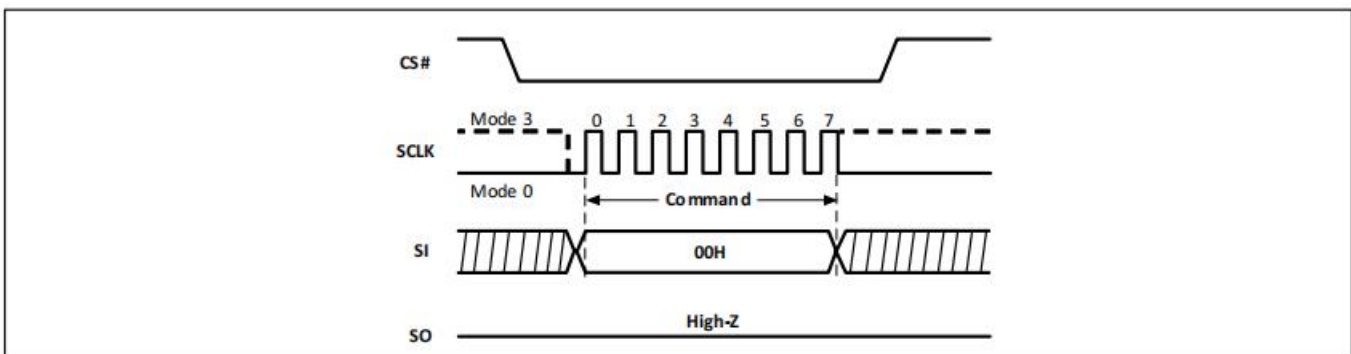 CS#
Mode 3
0 1 2 3 4 5 6 7
SCLK
Mode 0
Command
SI
00H
High-Z
SO